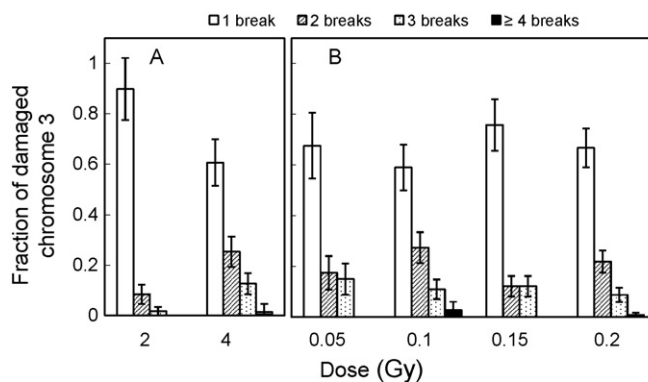 1 break 2 breaks 3 breaks ≥ 4 breaks
A B
Fraction of damaged
chromosome 3
1
0.8
0.6
0.4
0.2
0
2 4 0.05 0.1 0.15 0.2
Dose (Gy)